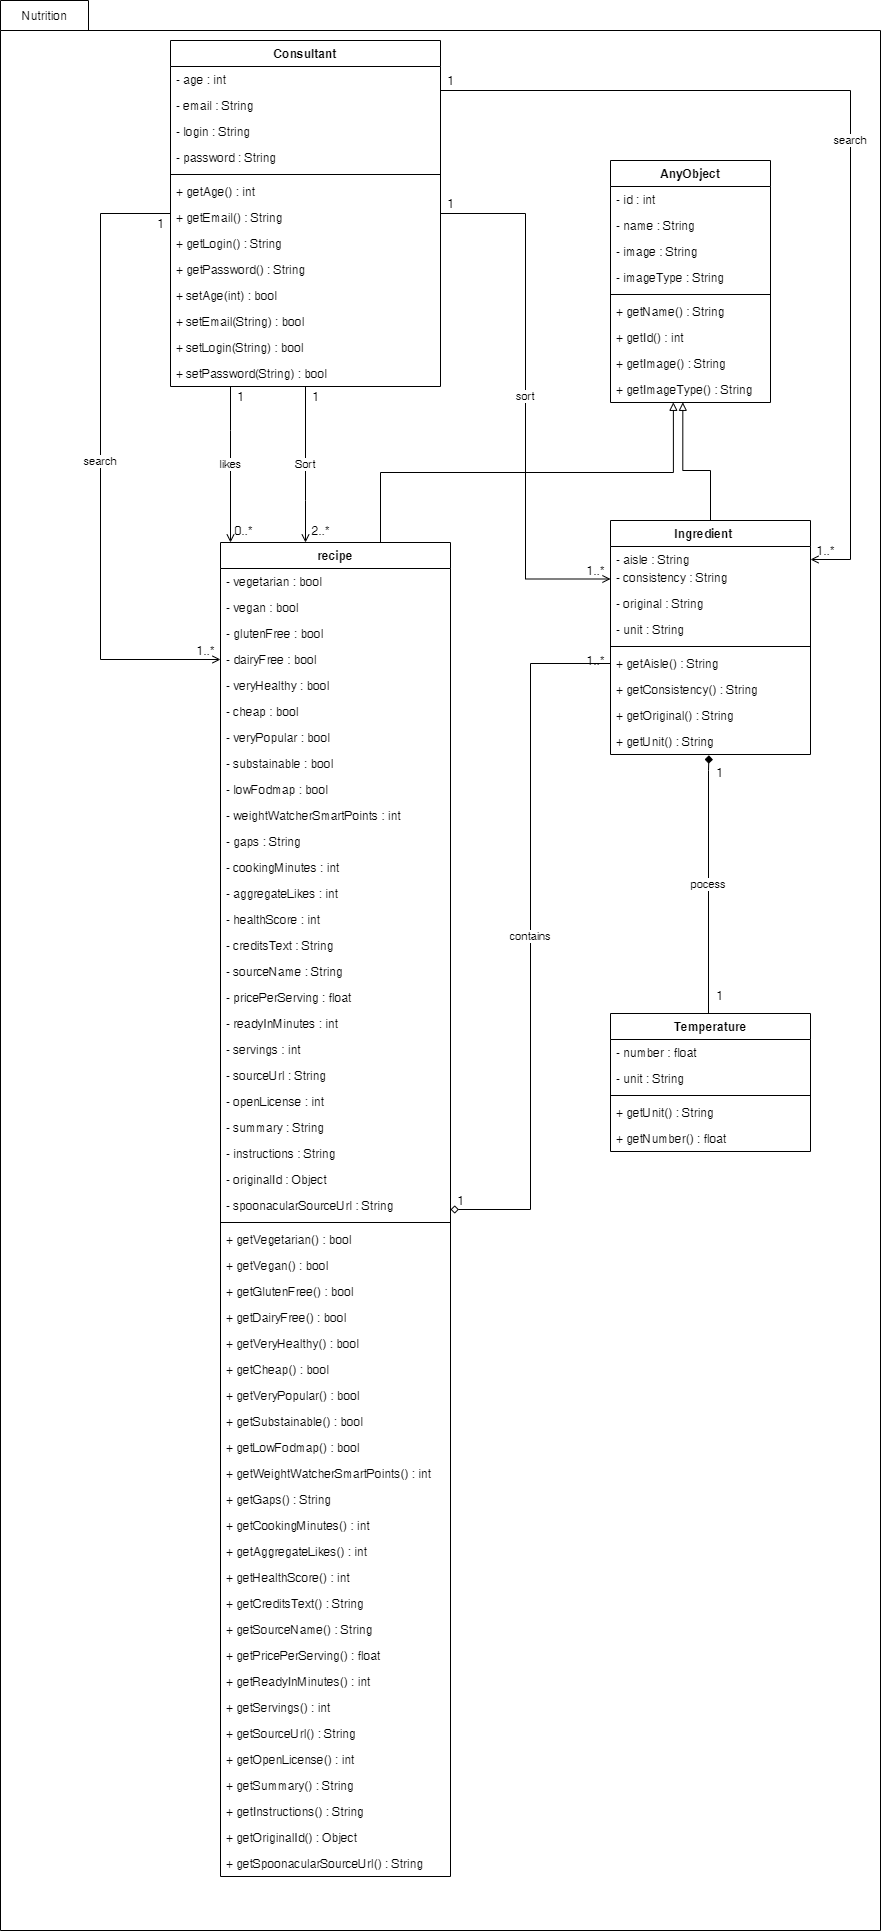 Nutrition
Consultant
- age : int
- email : String
- login : String
- password : String
+ getAge() : int
+ getEmail() : String
+ getLogin() : String
+ getPassword() : String
+ setAge(int) : bool
+ setEmail(String) : bool
+ setLogin(String) : bool
+ setPassword(String) : bool
1
search
1
search
1..*
1
sort
1..*
1
likes
0..*
1
Sort
2..*
1..*
AnyObject
- id : int
- name : String
- image : String
- imageType : String
+ getName() : String
+ getId() : int
+ getImage() : String
+ getImageType() : String
Ingredient
- aisle : String
- consistency : String
- original : String
- unit : String
+ getAisle() : String
+ getConsistency() : String
+ getOriginal() : String
+ getUnit() : String
1..*
contains
1
1
pocess
1
Temperature
- number : float
- unit : String
+ getUnit() : String
+ getNumber() : float
recipe
- vegetarian : bool
- vegan : bool
- glutenFree : bool
- dairyFree : bool
- veryHealthy : bool
- cheap : bool
- veryPopular : bool
- substainable : bool
- lowFodmap : bool
- weightWatcherSmartPoints : int
- gaps : String
- cookingMinutes : int
- aggregateLikes : int
- healthScore : int
- creditsText : String
- sourceName : String
- pricePerServing : float
- readyInMinutes : int
- servings : int
- sourceUrl : String
- openLicense : int
- summary : String
- instructions : String
- originalId : Object
- spoonacularSourceUrl : String
+ getVegetarian() : bool
+ getVegan() : bool
+ getGlutenFree() : bool
+ getDairyFree() : bool
+ getVeryHealthy() : bool
+ getCheap() : bool
+ getVeryPopular() : bool
+ getSubstainable() : bool
+ getLowFodmap() : bool
+ getWeightWatcherSmartPoints() : int
+ getGaps() : String
+ getCookingMinutes() : int
+ getAggregateLikes() : int
+ getHealthScore() : int
+ getCreditsText() : String
+ getSourceName() : String
+ getPricePerServing() : float
+ getReadyInMinutes() : int
+ getServings() : int
+ getSourceUrl() : String
+ getOpenLicense() : int
+ getSummary() : String
+ getInstructions() : String
+ getOriginalId() : Object
+ getSpoonacularSourceUrl() : String